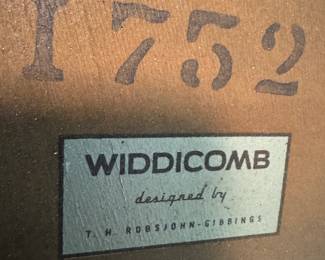 1752
WIDDICOMB
designed by
T. H. ROBSJOHN-GIBBINGS